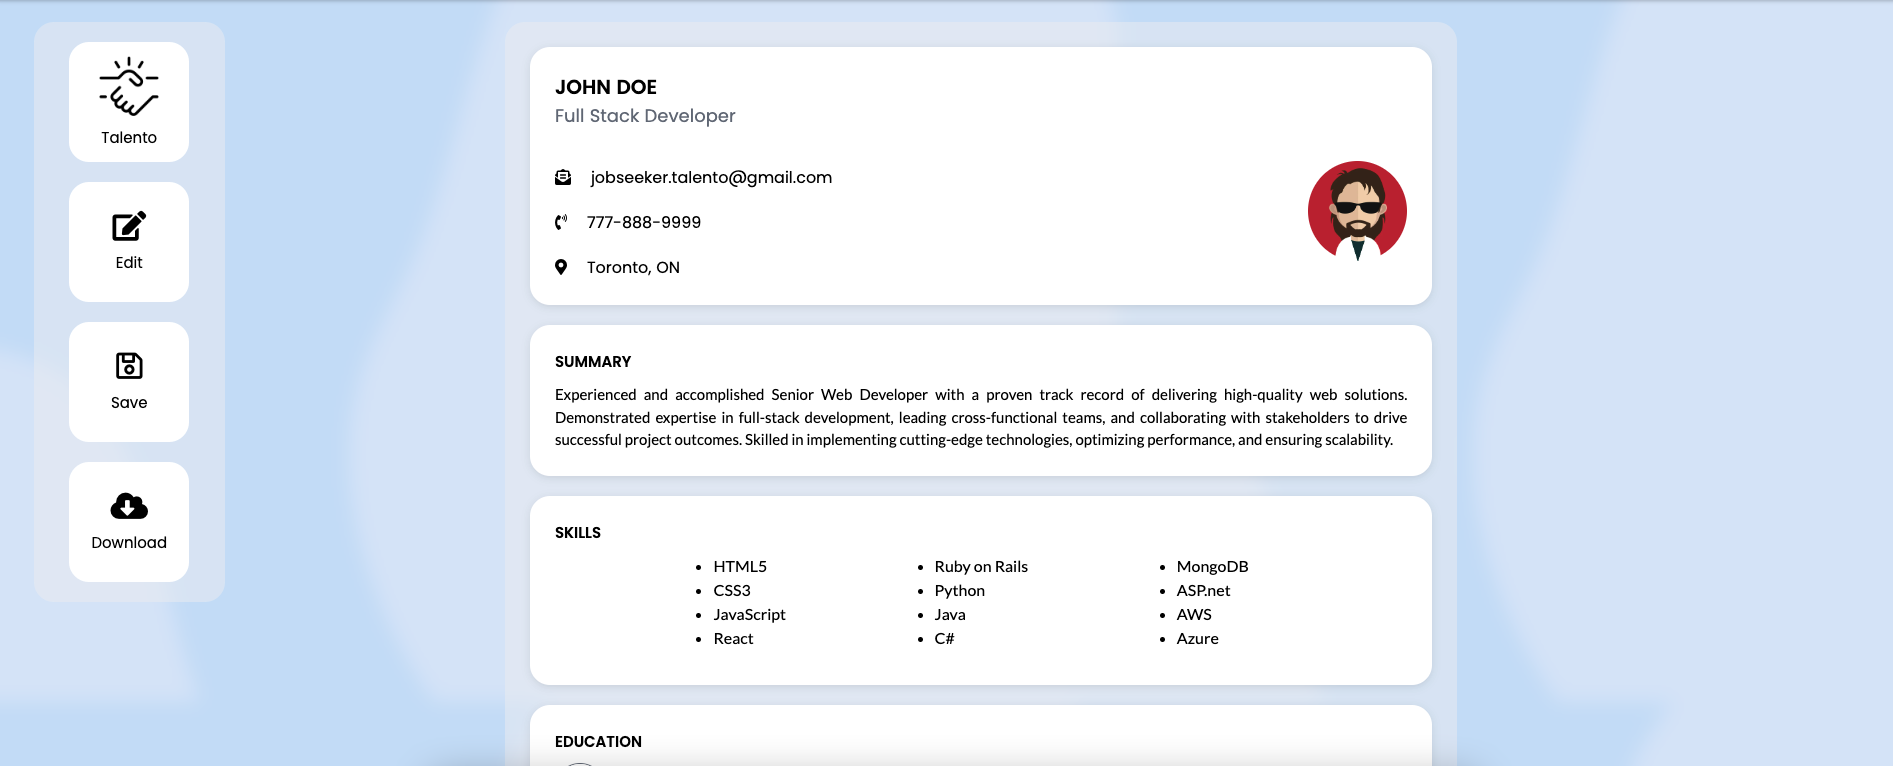 Talento
Edit
Save
Download
JOHN DOE
Full Stack Developer
jobseeker.talento@gmail.com
777-888-9999
Toronto, ON
SUMMARY
Experienced and accomplished Senior Web Developer with a proven track record of delivering high-quality web solutions.
Demonstrated expertise in full-stack development, leading cross-functional teams, and collaborating with stakeholders to drive
successful project outcomes. Skilled in implementing cutting-edge technologies, optimizing performance, and ensuring scalability.
SKILLS
HTML5
CSS3
JavaScript
React
Ruby on Rails
Python
Java
C#
MongoDB
ASP.net
AWS
Azure
EDUCATION